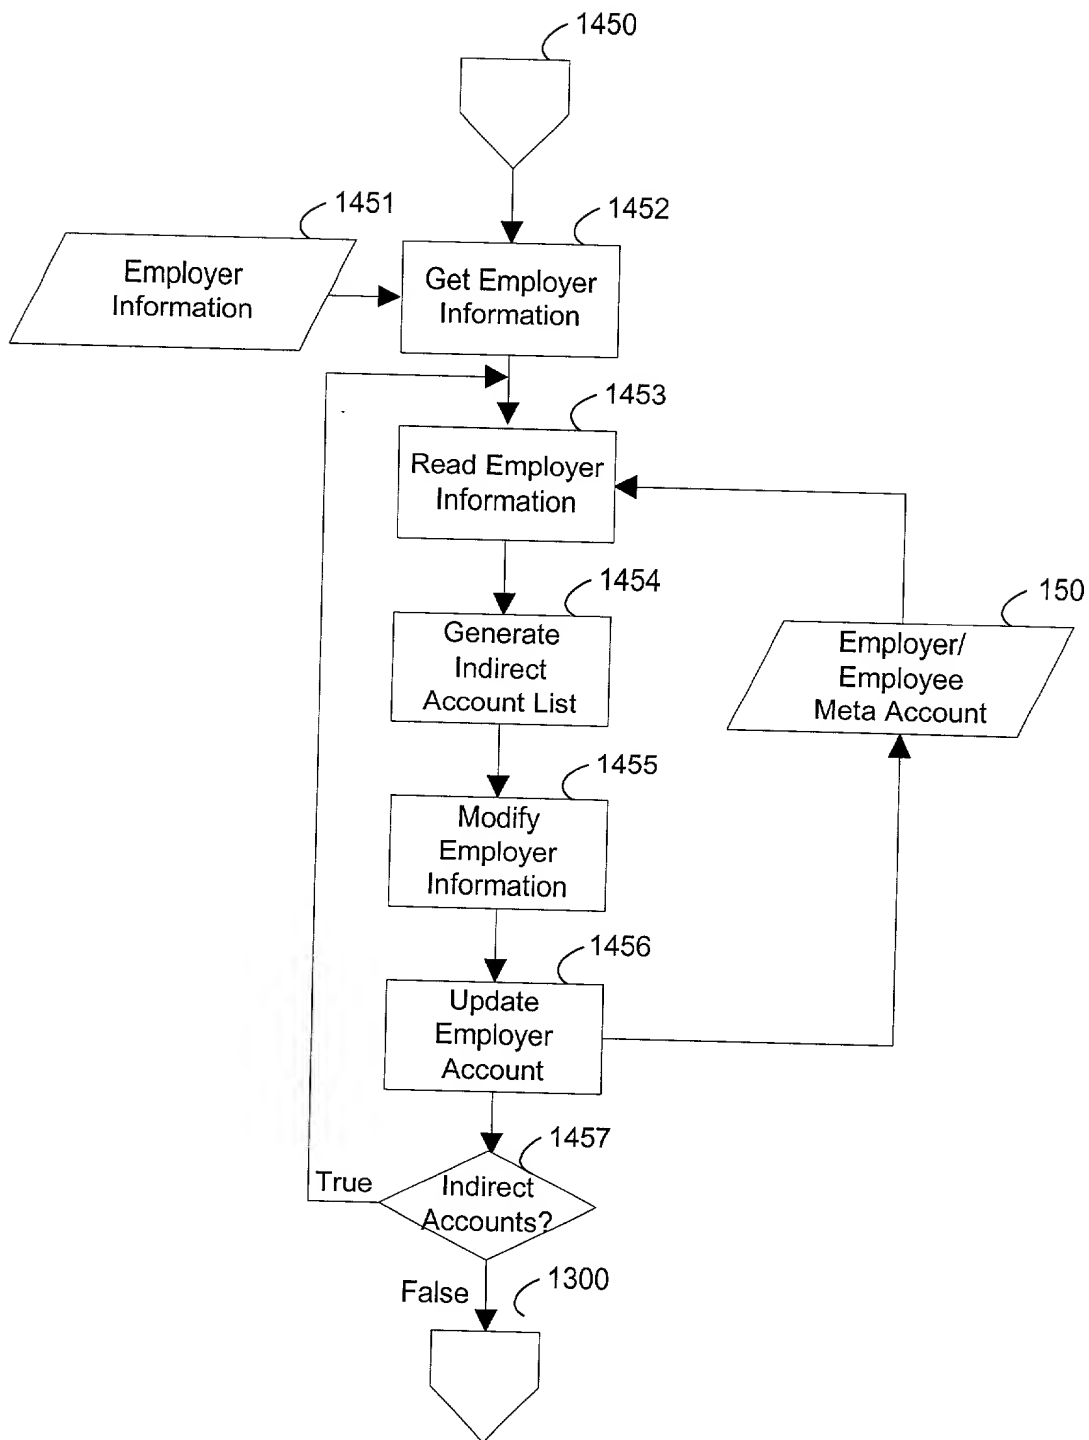 1450
1451
Employer
Information
1452
Get Employer
Information
1453
Read Employer
Information
1454
Generate
Indirect
Account List
150
Employer/
Employee
Meta Account
1455
Modify
Employer
Information
1456
Update
Employer
Account
1457
Indirect
Accounts?
True
False
1300